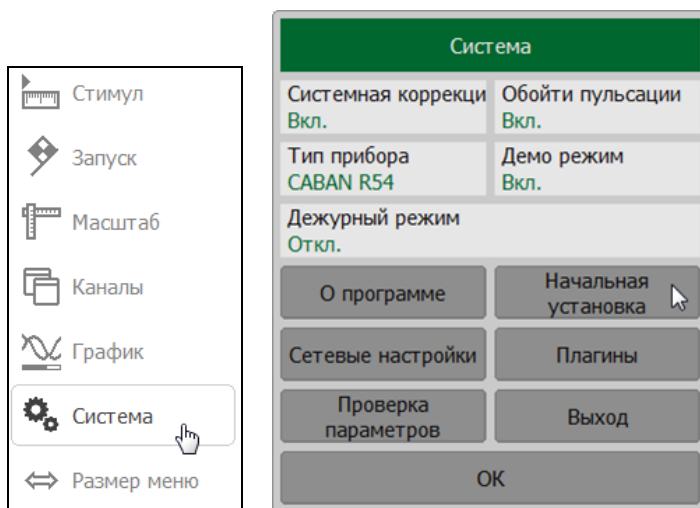 Стимул
Запуск
Масштаб
Каналы
График
Система
Размер меню
Система
Системная коррекци
Вкл.
Обойти пульсации
Вкл.
Тип прибора
CABAN R54
Демо режим
Вкл.
Дежурный режим
Откл.
О программе
Начальная
установка
Сетевые настройки
Плагины
Проверка
параметров
Выход
ОК